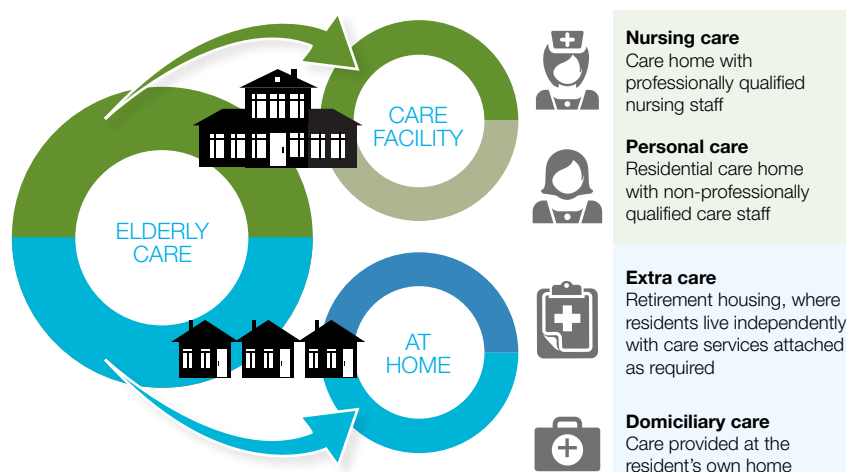 ELDERLY
CARE
CARE
FACILITY
Nursing care
Care home with
professionally qualified
nursing staff
Personal care
Residential care home
with non-professionally
qualified care staff
AT
HOME
Extra care
Retirement housing, where
residents live independently
with care services attached
as required
Domiciliary care
Care provided at the
resident’s own home